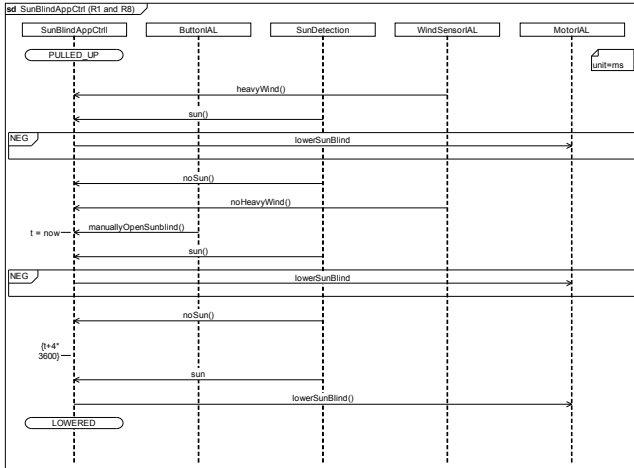 sd SunBlindAppCtrl (R1 and R8)
SunBlindAppCtrll ButtonIAL SunDetection WindSensorIAL MotorIAL
PULLED_UP
unit=ms
heavyWind()
sun()
NEG
lowerSunBlind
noSun()
noHeavyWind()
t = now
manuallyOpenSunblind()
sun()
NEG
lowerSunBlind
noSun()
{t+4*
3600}
sun
lowerSunBlind()
LOWERED